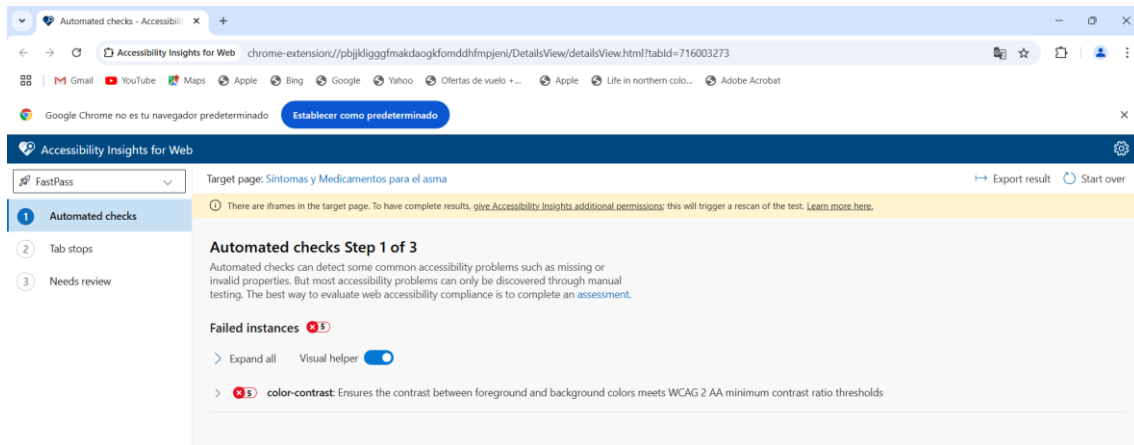 Automated checks - Accessibili
Accessibility Insights for Web chrome-extension://pbjjkligggfmakdaogkfomddhfmpjeni/DetailsView/detailsView.html?tabId=716003273
Gmail YouTube Maps Apple Bing Google Yahoo Ofertas de vuelo +... Apple Life in northern colo... Adobe Acrobat
Google Chrome no es tu navegador predeterminado Establecer como predeterminado
Accessibility Insights for Web
FastPass Target page: Síntomas y Medicamentos para el asma Export result Start over
There are iframes in the target page. To have complete results, give Accessibility Insights additional permissions; this will trigger a rescan of the test. Learn more here.
1 Automated checks
2 Tab stops
3 Needs review
Automated checks Step 1 of 3
Automated checks can detect some common accessibility problems such as missing or
invalid properties. But most accessibility problems can only be discovered through manual
testing. The best way to evaluate web accessibility compliance is to complete an assessment.
Failed instances 5
Expand all Visual helper
5 color-contrast: Ensures the contrast between foreground and background colors meets WCAG 2 AA minimum contrast ratio thresholds